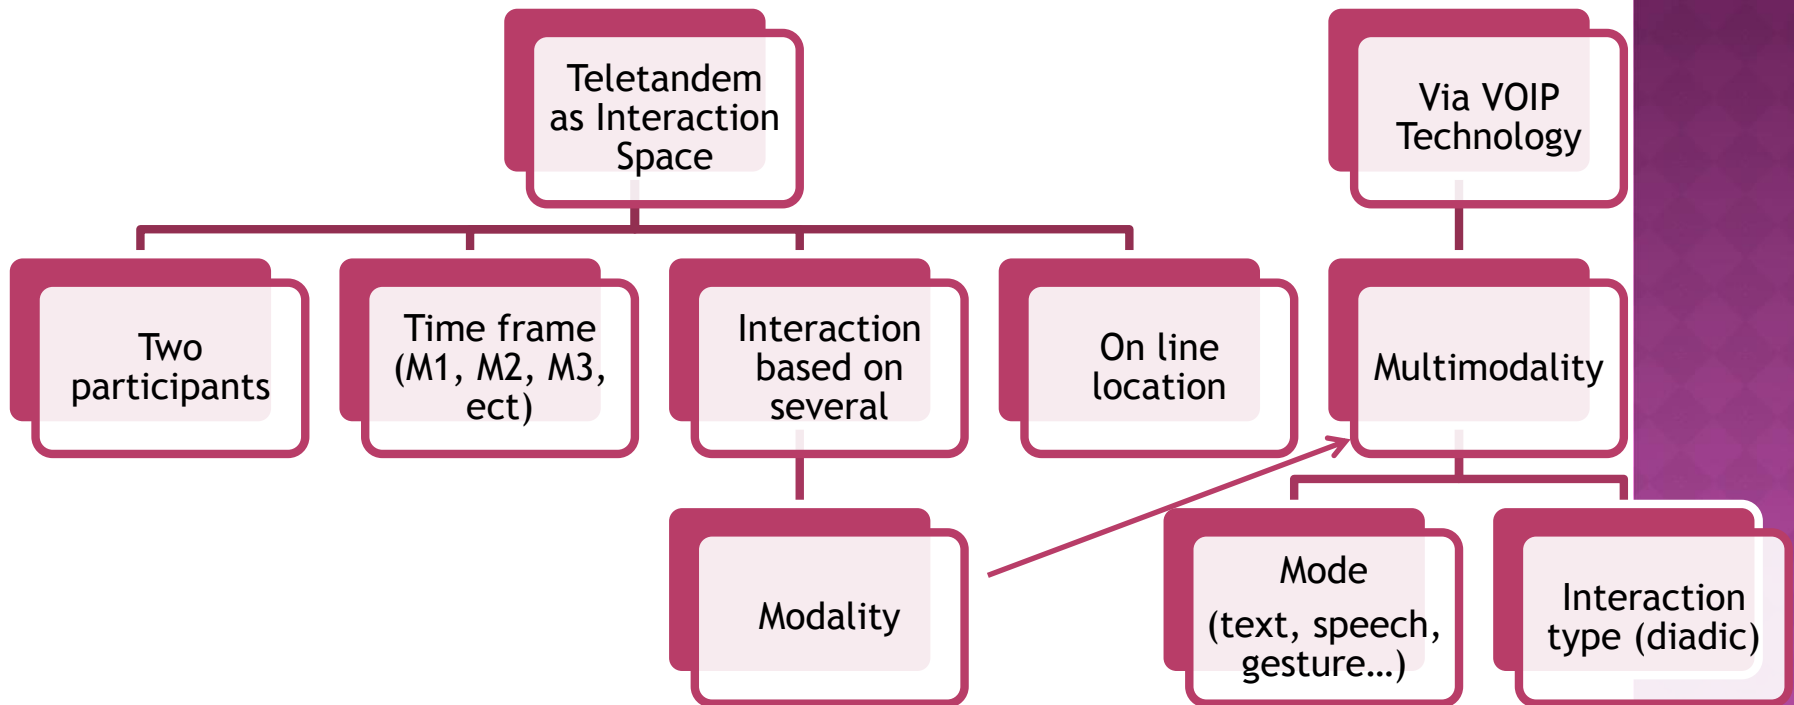 Teletandem
as Interaction
Space
Via VOIP
Technology
Two
participants
Time frame
(M1, M2, M3,
ect)
Interaction
based on
several
On line
location
Multimodality
Modality
Mode
(text, speech,
gesture…)
Interaction
type (diadic)